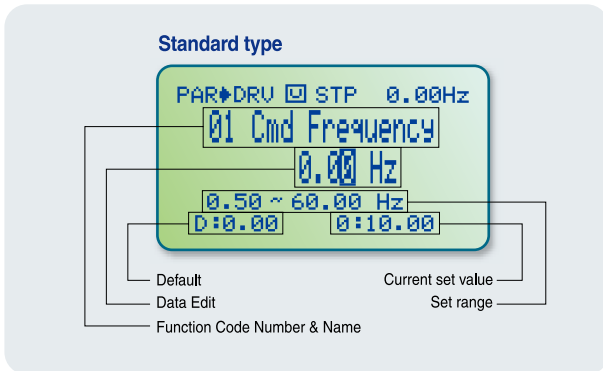 Standard type
PAR➧DRV U STP 0.00Hz
01 Cmd Frequency
0.00 Hz
0.50 ~ 60.00 Hz
D:0.00 0:10.00
Default Current set value
Data Edit Set range
Function Code Number & Name